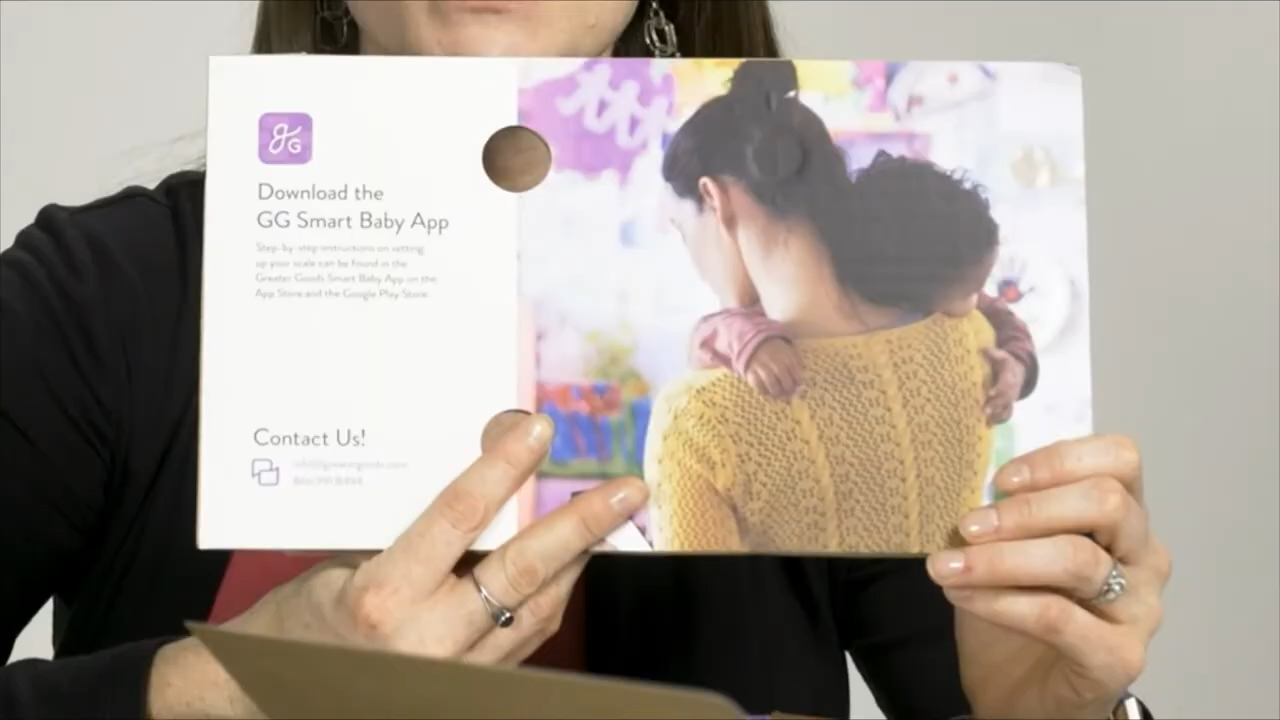 gG
Download the
GG Smart Baby App
Step-by-step instructions on setting
up your scale can be found in the
Greater Goods Smart Baby App on the
App Store and the Google Play Store.
Contact Us!